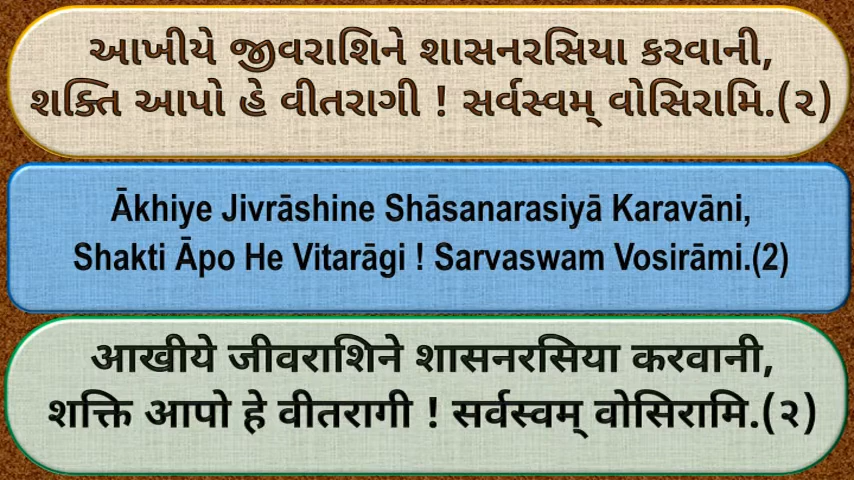 આખીયે જીવરાશિને શાસનરસિયા કરવાની,
શક્તિ આપો હે વીતરાગી ! સર્વસ્વમ્ વોસિરામિ.(૨)
Ākhiye Jivrāshine Shāsanarasiyā Karavāni,
Shakti Āpo He Vitarāgi ! Sarvaswam Vosirāmi.(2)
आखीये जीवराशिने शासनरसिया करवानी,
शक्ति आपो हे वीतरागी ! सर्वस्वम् वोसिरामि.(२)